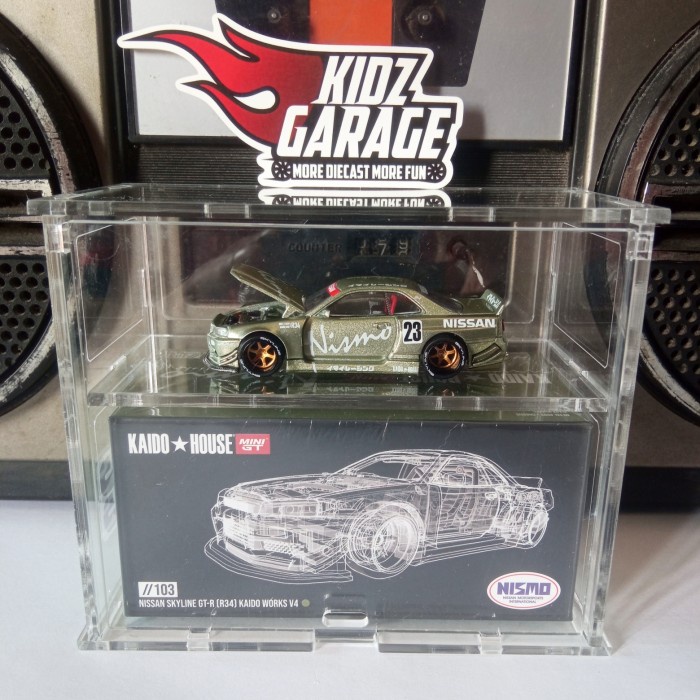 KIDZ
GARAGE
MORE DIECAST MORE FUN
COUNTER
Nismo
23
NISSAN
KAIDO★HOUSE
MINI
GT
//103
NISSAN SKYLINE GT-R (R34) KAIDO WORKS V4
NISMO